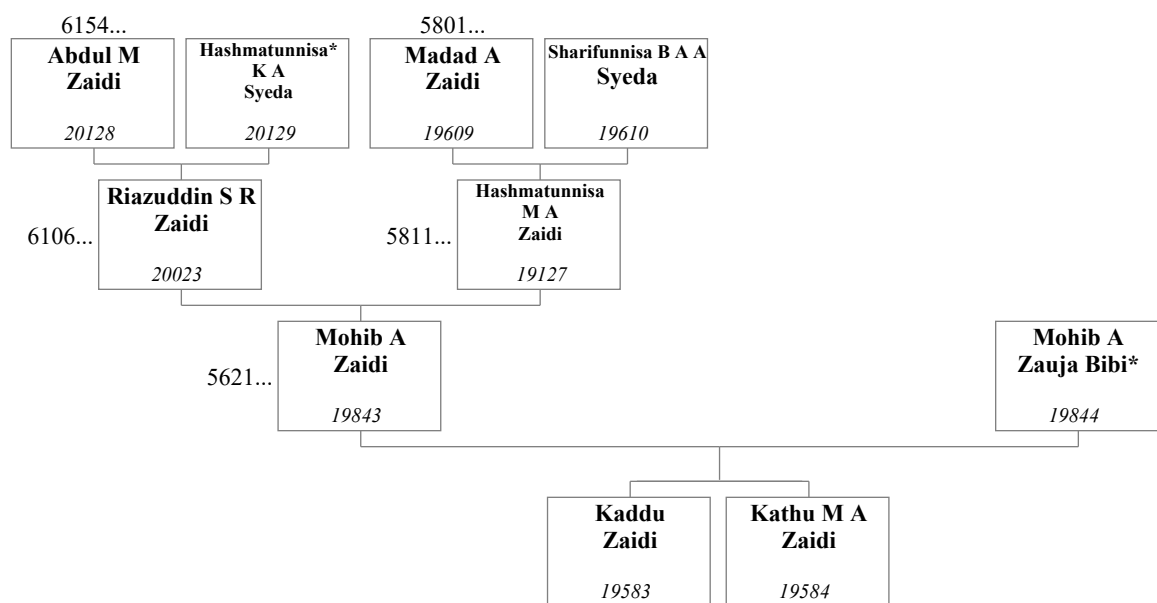 6154...
5801...
Abdul M
Zaidi
20128
Hashmatunnisa*
K A
Syeda
20129
Madad A
Zaidi
19609
Sharifunnisa B A A
Syeda
19610
6106...
Riazuddin S R
Zaidi
20023
5811...
Hashmatunnisa
M A
Zaidi
19127
5621...
Mohib A
Zaidi
19843
Mohib A
Zauja Bibi*
19844
Kaddu
Zaidi
19583
Kathu M A
Zaidi
19584